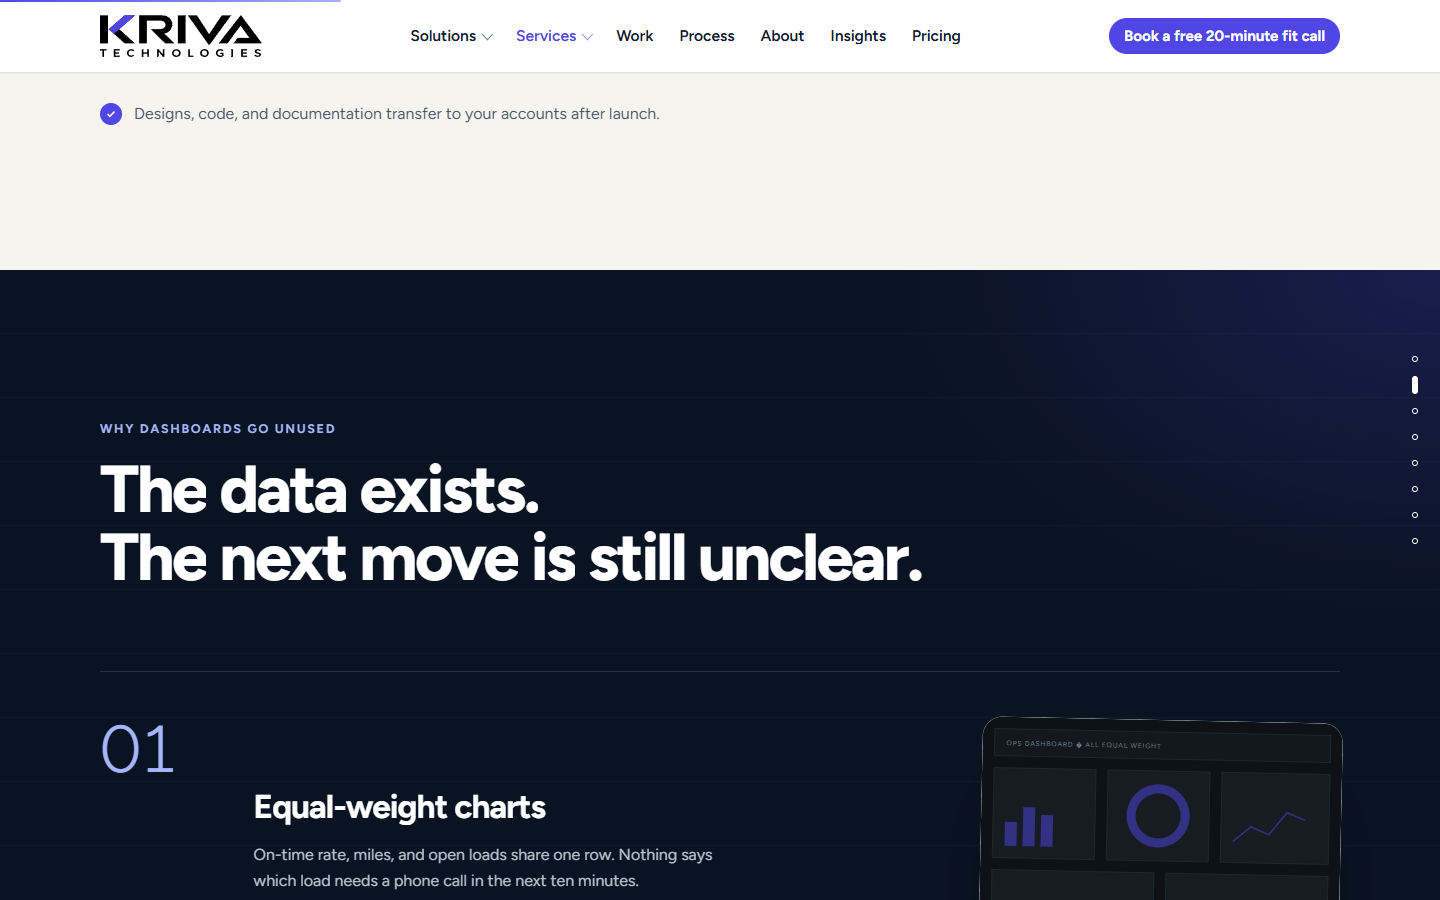 KRIVA
TECHNOLOGIES
Solutions
Services
Work
Process
About
Insights
Pricing
Book a free 20-minute fit call
Designs, code, and documentation transfer to your accounts after launch.
WHY DASHBOARDS GO UNUSED
The data exists.
The next move is still unclear.
01
OPS DASHBOARD � ALL EQUAL WEIGHT
Equal-weight charts
On-time rate, miles, and open loads share one row. Nothing says
which load needs a phone call in the next ten minutes.